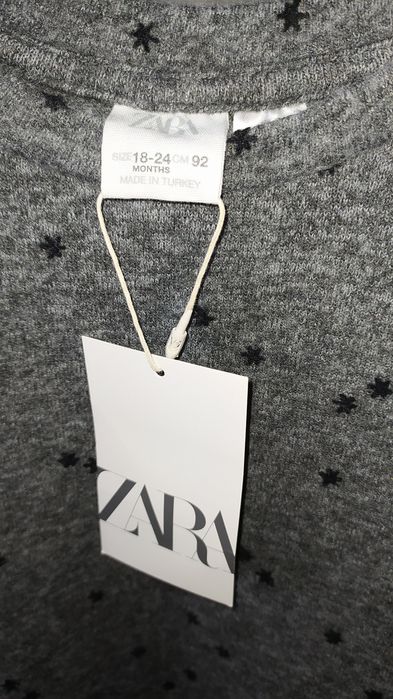 ZARA
SIZE 18-24 CM 92
MONTHS
MADE IN TURKEY
ZARA